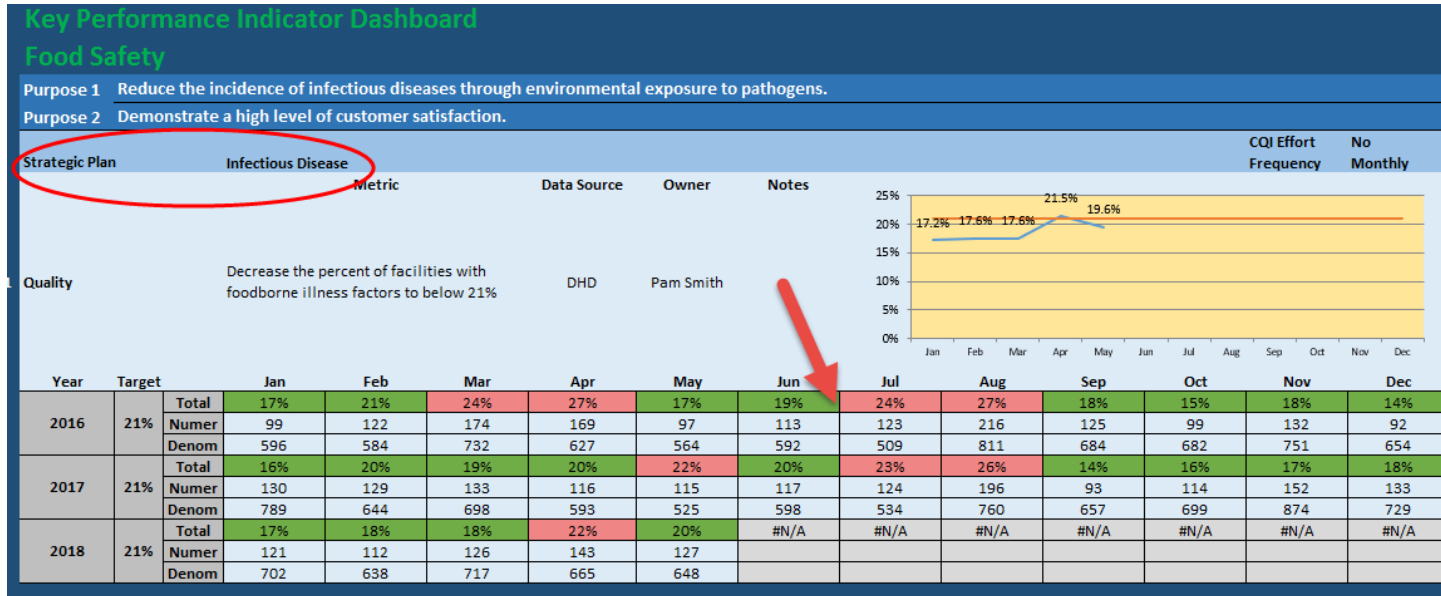 Key Performance Indicator Dashboard
Food Safety
Purpose 1 Reduce the incidence of infectious diseases through environmental exposure to pathogens.
Purpose 2 Demonstrate a high level of customer satisfaction.
CQI Effort No
Strategic Plan Infectious Disease Frequency Monthly
Metric Data Source Owner Notes
25%
20%
15%
10%
5%
0%
17.2% 17.6% 17.6% 21.5% 19.6%
Jan Feb Mar Apr May Jun Jul Aug Sep Oct Nov Dec
1 Quality Decrease the percent of facilities with
foodborne illness factors to below 21% DHD Pam Smith
Year Target Jan Feb Mar Apr May Jun Jul Aug Sep Oct Nov Dec
Total 17% 21% 24% 27% 17% 19% 24% 27% 18% 15% 18% 14%
2016 21% Numer 99 122 174 169 97 113 123 216 125 99 132 92
Denom 596 584 732 627 564 592 509 811 684 682 751 654
Total 16% 20% 19% 20% 22% 20% 23% 26% 14% 16% 17% 18%
2017 21% Numer 130 129 133 116 115 117 124 196 93 114 152 133
Denom 789 644 698 593 525 598 534 760 657 699 874 729
Total 17% 18% 18% 22% 20% #N/A #N/A #N/A #N/A #N/A #N/A #N/A
2018 21% Numer 121 112 126 143 127
Denom 702 638 717 665 648